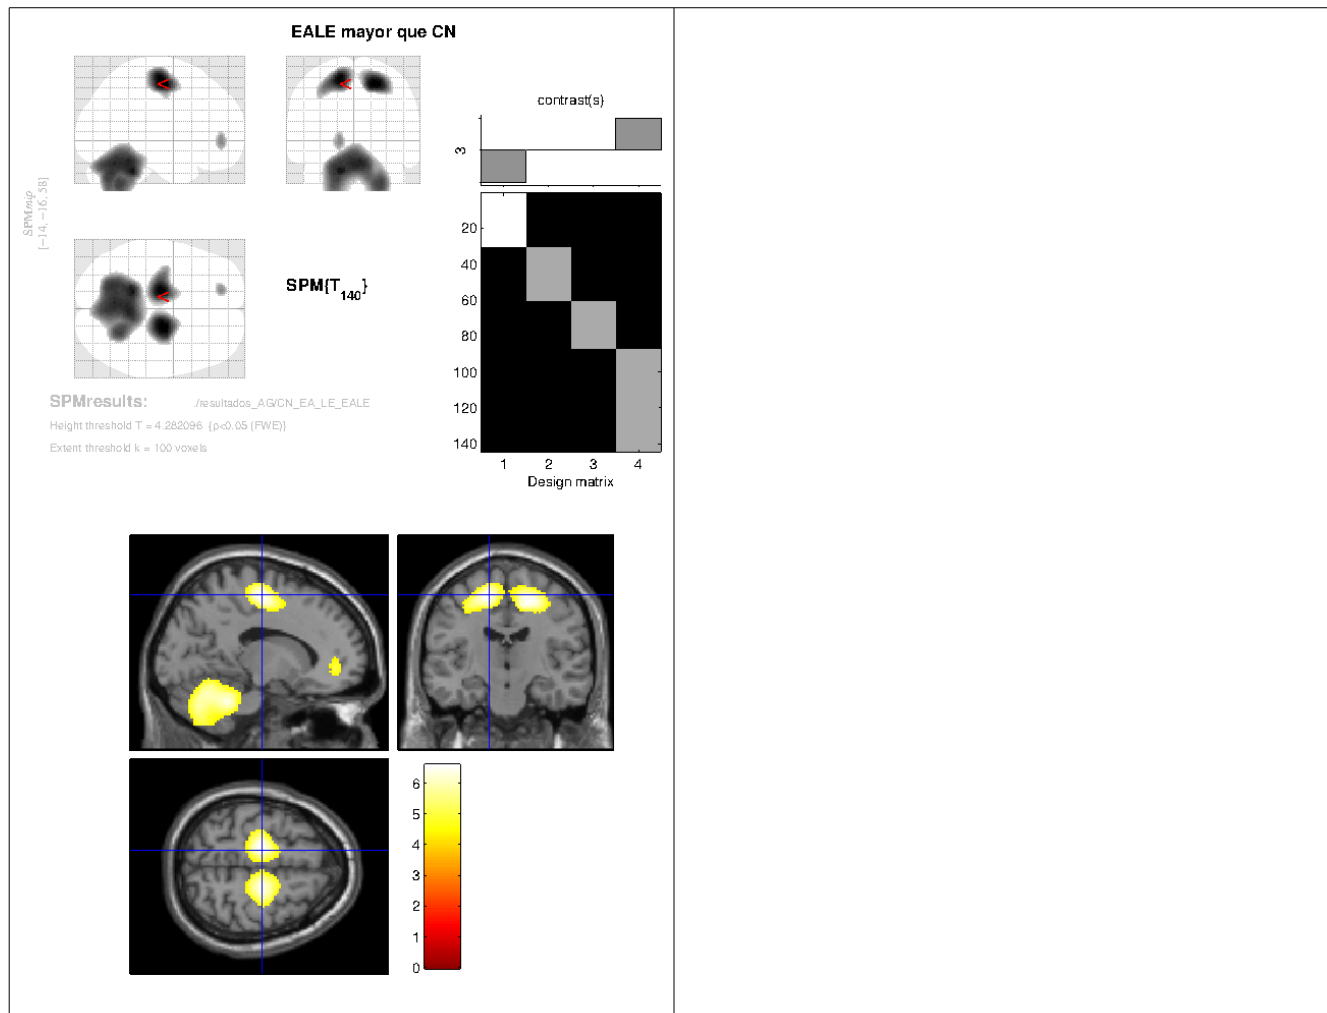 EALE mayor que CN
SPMmip
[-14, -16, 58]
contrast(s)
3
SPM{T140}
20
40
60
80
100
120
140
1 2 3 4
Design matrix
SPMresults: ./resultados_AG/CN_EA_LE_EALE
Height threshold T = 4.282096 {p<0.05 (FWE)}
Extent threshold k = 100 voxels
6
5
4
3
2
1
0